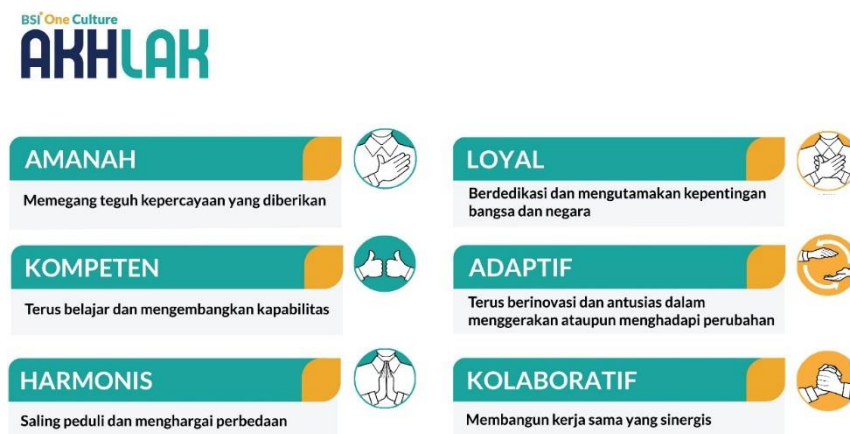 BSI One Culture
AKHLAK
AMANAH
Memegang teguh kepercayaan yang diberikan
KOMPETEN
Terus belajar dan mengembangkan kapabilitas
HARMONIS
Saling peduli dan menghargai perbedaan
LOYAL
Berdedikasi dan mengutamakan kepentingan
bangsa dan negara
ADAPTIF
Terus berinovasi dan antusias dalam
menggerakan ataupun menghadapi perubahan
KOLABORATIF
Membangun kerja sama yang sinergis